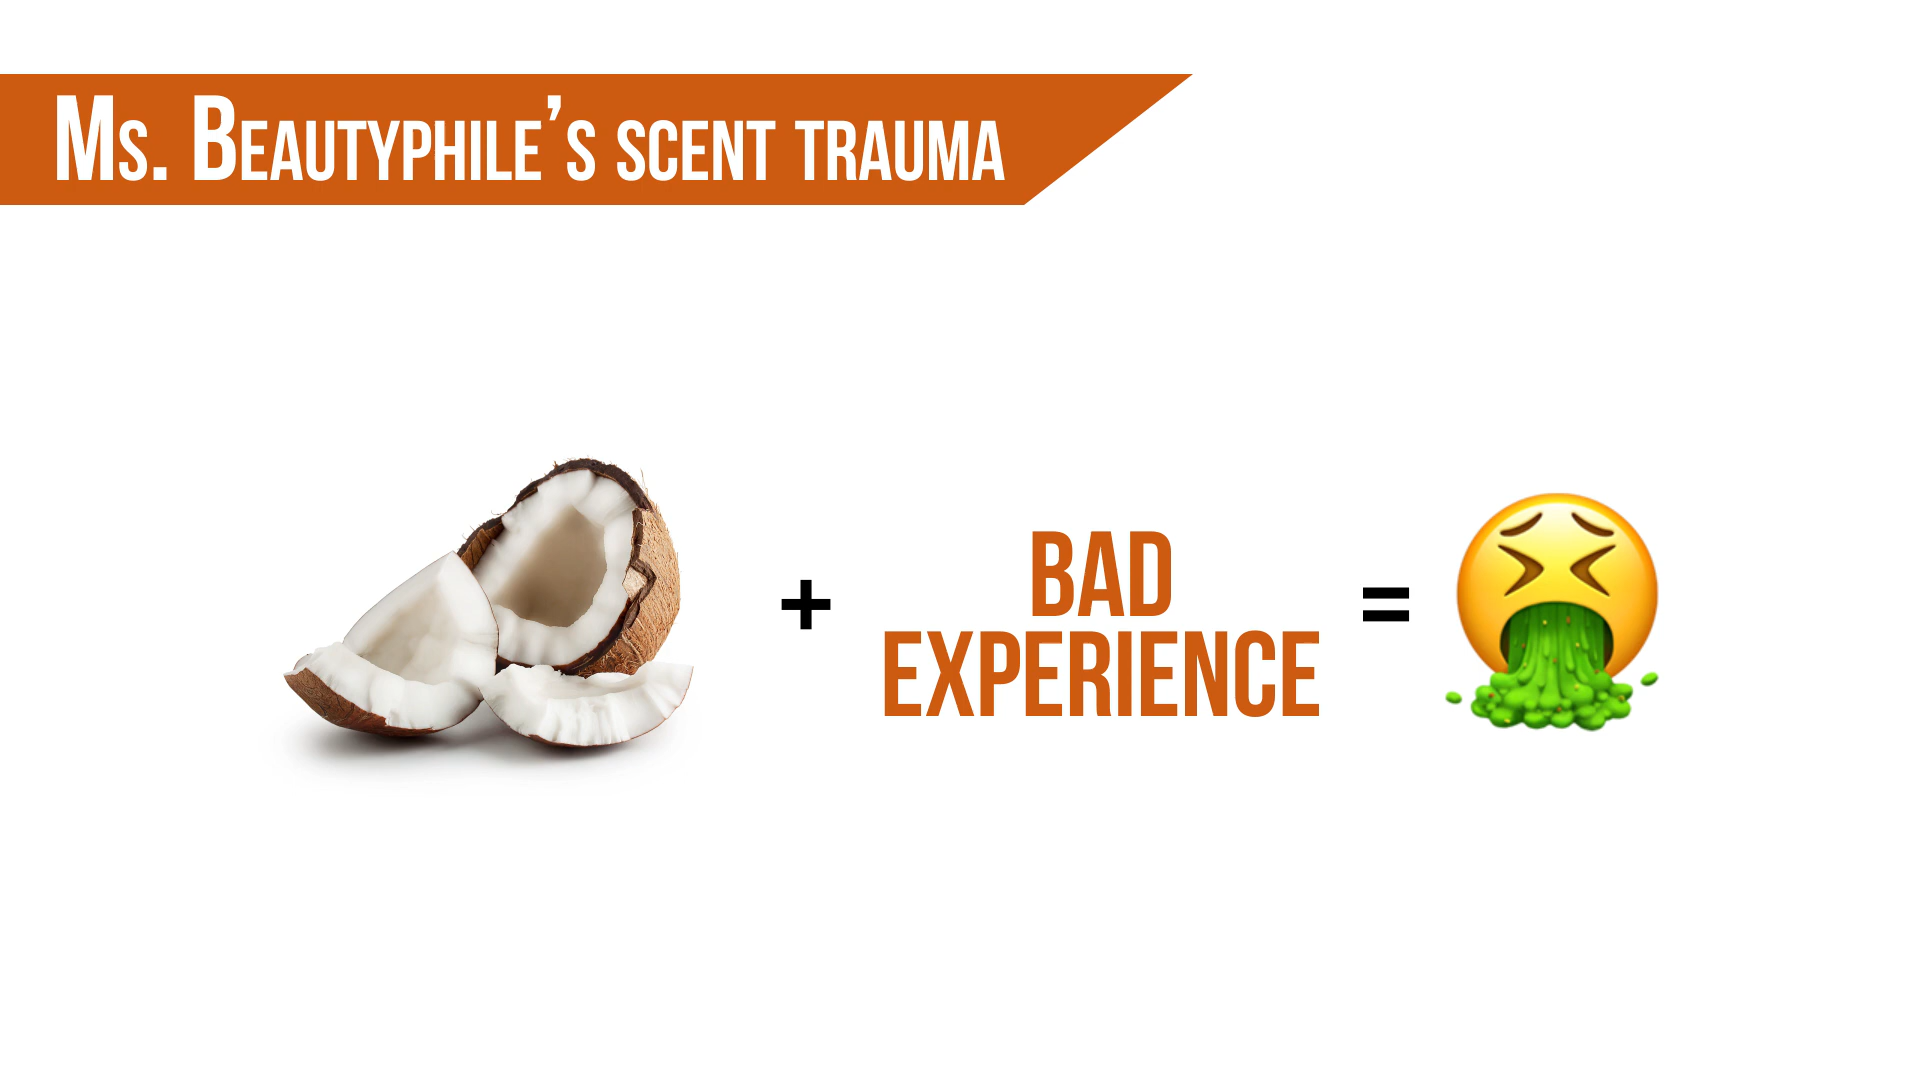 Ms. Beautyphile’s scent trauma
+
BAD
EXPERIENCE
=